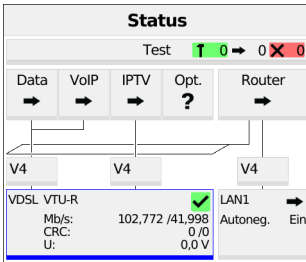 Status
Test 0 0
Data VoIP IPTV Opt. Router
?
V4 V4 V4
VDSL VTU-R
Mb/s: 102,772 /41,998
CRC: 0 /0
U: 0,0 V
LAN1
Autoneg. Ein